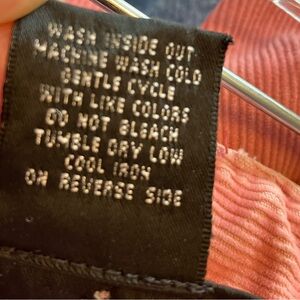 WASH INSIDE OUT
MACHINE WASH COLD
GENTLE CYCLE
WITH LIKE COLORS
DO NOT BLEACH
TUMBLE DRY LOW
COOL IRON
ON REVERSE SIDE